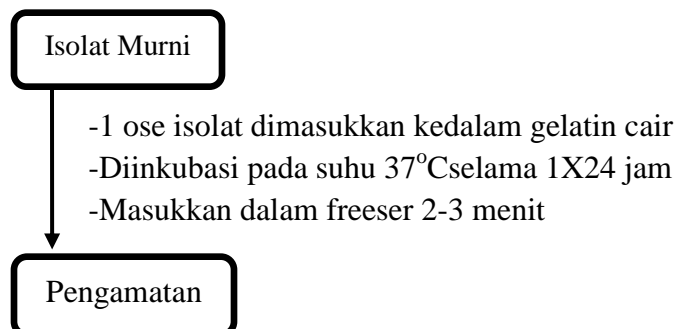 Isolat Murni
-1 ose isolat dimasukkan kedalam gelatin cair
-Diinkubasi pada suhu 37°Cselama 1X24 jam
-Masukkan dalam freeser 2-3 menit
Pengamatan